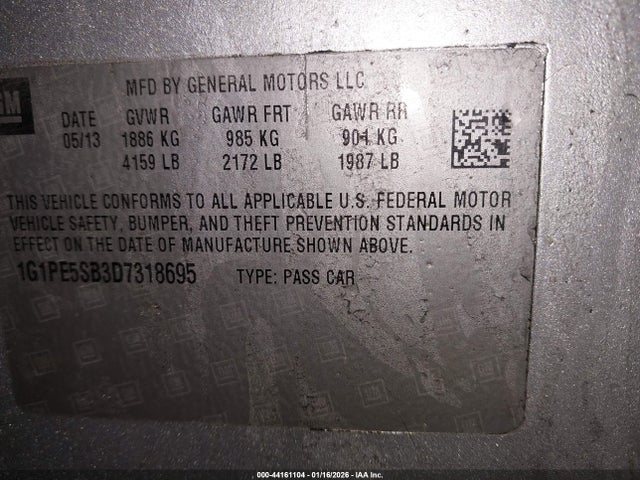 GM
MFD BY GENERAL MOTORS LLC
DATE GVWR GAWR FRT GAWR RR
05/13 1886 KG 985 KG 901 KG
4159 LB 2172 LB 1987 LB
THIS VEHICLE CONFORMS TO ALL APPLICABLE U.S. FEDERAL MOTOR
VEHICLE SAFETY, BUMPER, AND THEFT PREVENTION STANDARDS IN
EFFECT ON THE DATE OF MANUFACTURE SHOWN ABOVE.
1G1PE5SB3D7318695 TYPE: PASS CAR
000-44161104 - 01/16/2026 - IAA Inc.